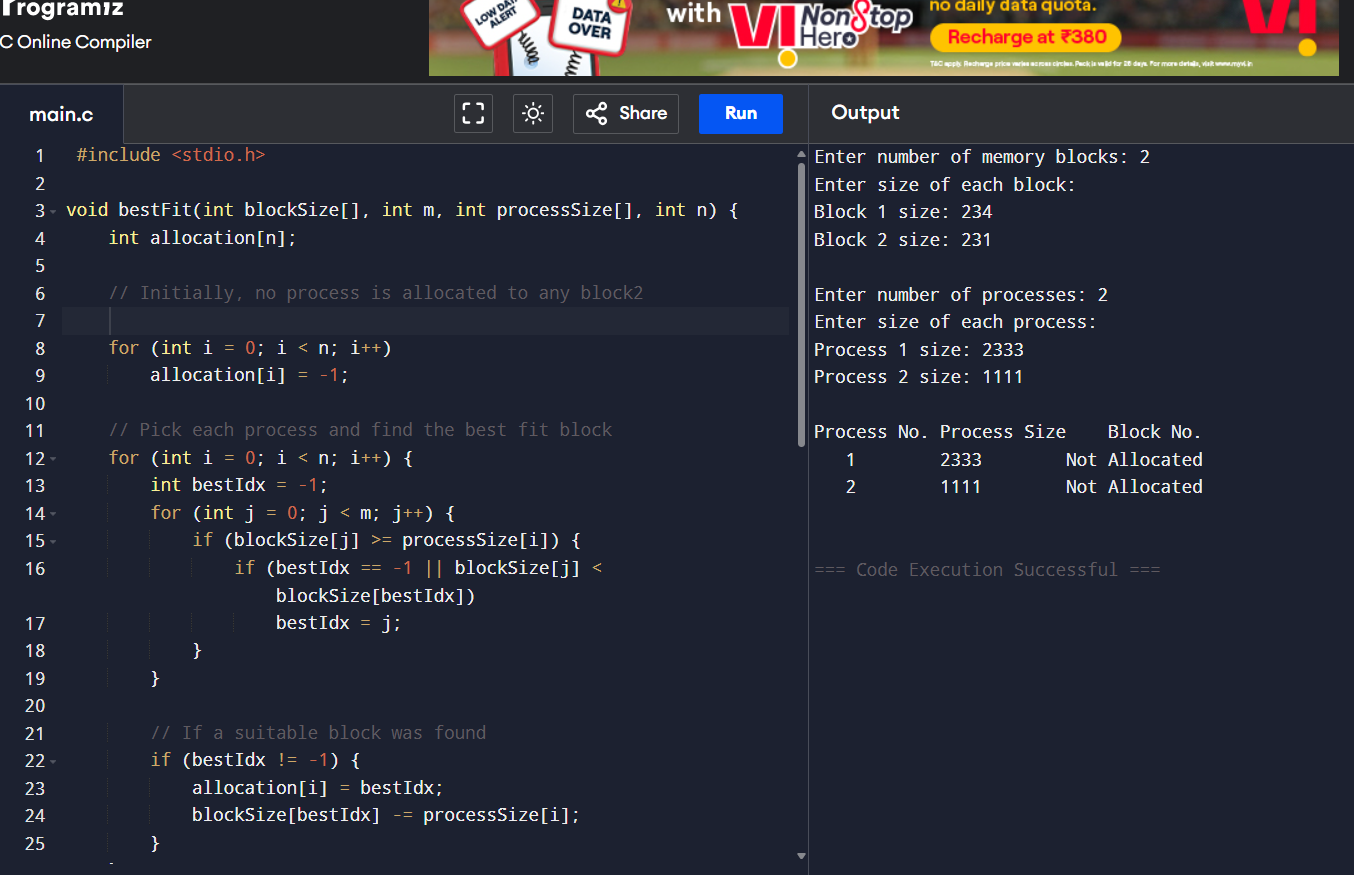 Programiz
C Online Compiler
LOW DATA ALERT
DATA OVER
with VI NonStop Hero
no daily data quota.
Recharge at ₹380
VI
main.c
Share
Run
Output
1 #include <stdio.h>
2
3 void bestFit(int blockSize[], int m, int processSize[], int n) {
4 int allocation[n];
5
6 // Initially, no process is allocated to any block2
7
8 for (int i = 0; i < n; i++)
9 allocation[i] = -1;
10
11 // Pick each process and find the best fit block
12 for (int i = 0; i < n; i++) {
13 int bestIdx = -1;
14 for (int j = 0; j < m; j++) {
15 if (blockSize[j] >= processSize[i]) {
16 if (bestIdx == -1 || blockSize[j] <
blockSize[bestIdx])
17 bestIdx = j;
18 }
19 }
20
21 // If a suitable block was found
22 if (bestIdx != -1) {
23 allocation[i] = bestIdx;
24 blockSize[bestIdx] -= processSize[i];
25 }
Enter number of memory blocks: 2
Enter size of each block:
Block 1 size: 234
Block 2 size: 231
Enter number of processes: 2
Enter size of each process:
Process 1 size: 2333
Process 2 size: 1111
Process No. Process Size Block No.
1 2333 Not Allocated
2 1111 Not Allocated
=== Code Execution Successful ===